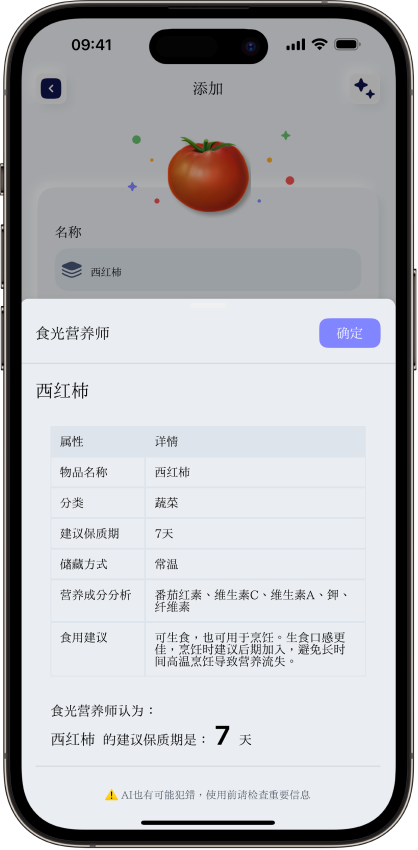 09:41
添加
名称
西红柿
食光营养师
确定
西红柿
属性 详情
物品名称 西红柿
分类 蔬菜
建议保质期 7天
储藏方式 常温
营养成分分析 番茄红素、维生素C、维生素A、钾、
纤维素
食用建议 可生食，也可用于烹饪。生食口感更
佳，烹饪时建议后期加入，避免长时
间高温烹饪导致营养流失。
食光营养师认为：
西红柿 的建议保质期是： 7 天
⚠️ AI也有可能犯错，使用前请检查重要信息